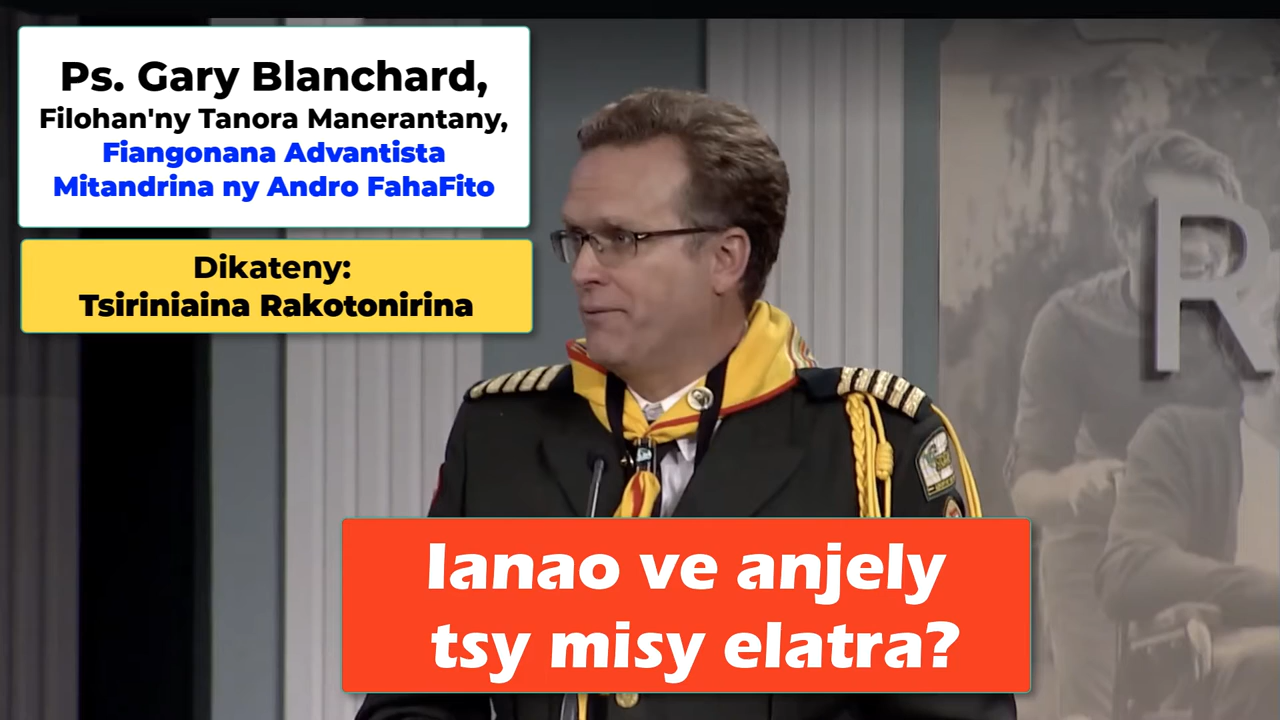 Ps. Gary Blanchard,
Filohan'ny Tanora Manerantany,
Fiangonana Advantista
Mitandrina ny Andro FahaFito
Dikateny:
Tsiriniaina Rakotonirina
R
Ianao ve anjely
tsy misy elatra?